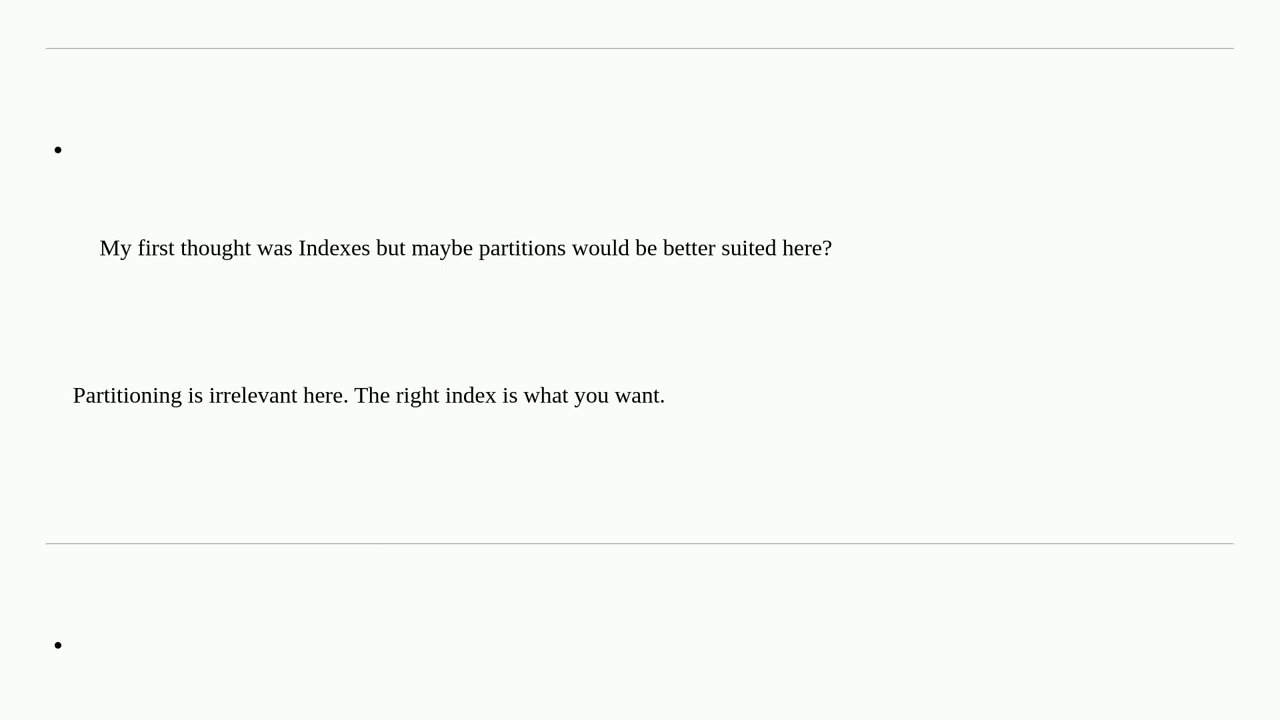 My first thought was Indexes but maybe partitions would be better suited here?
Partitioning is irrelevant here. The right index is what you want.